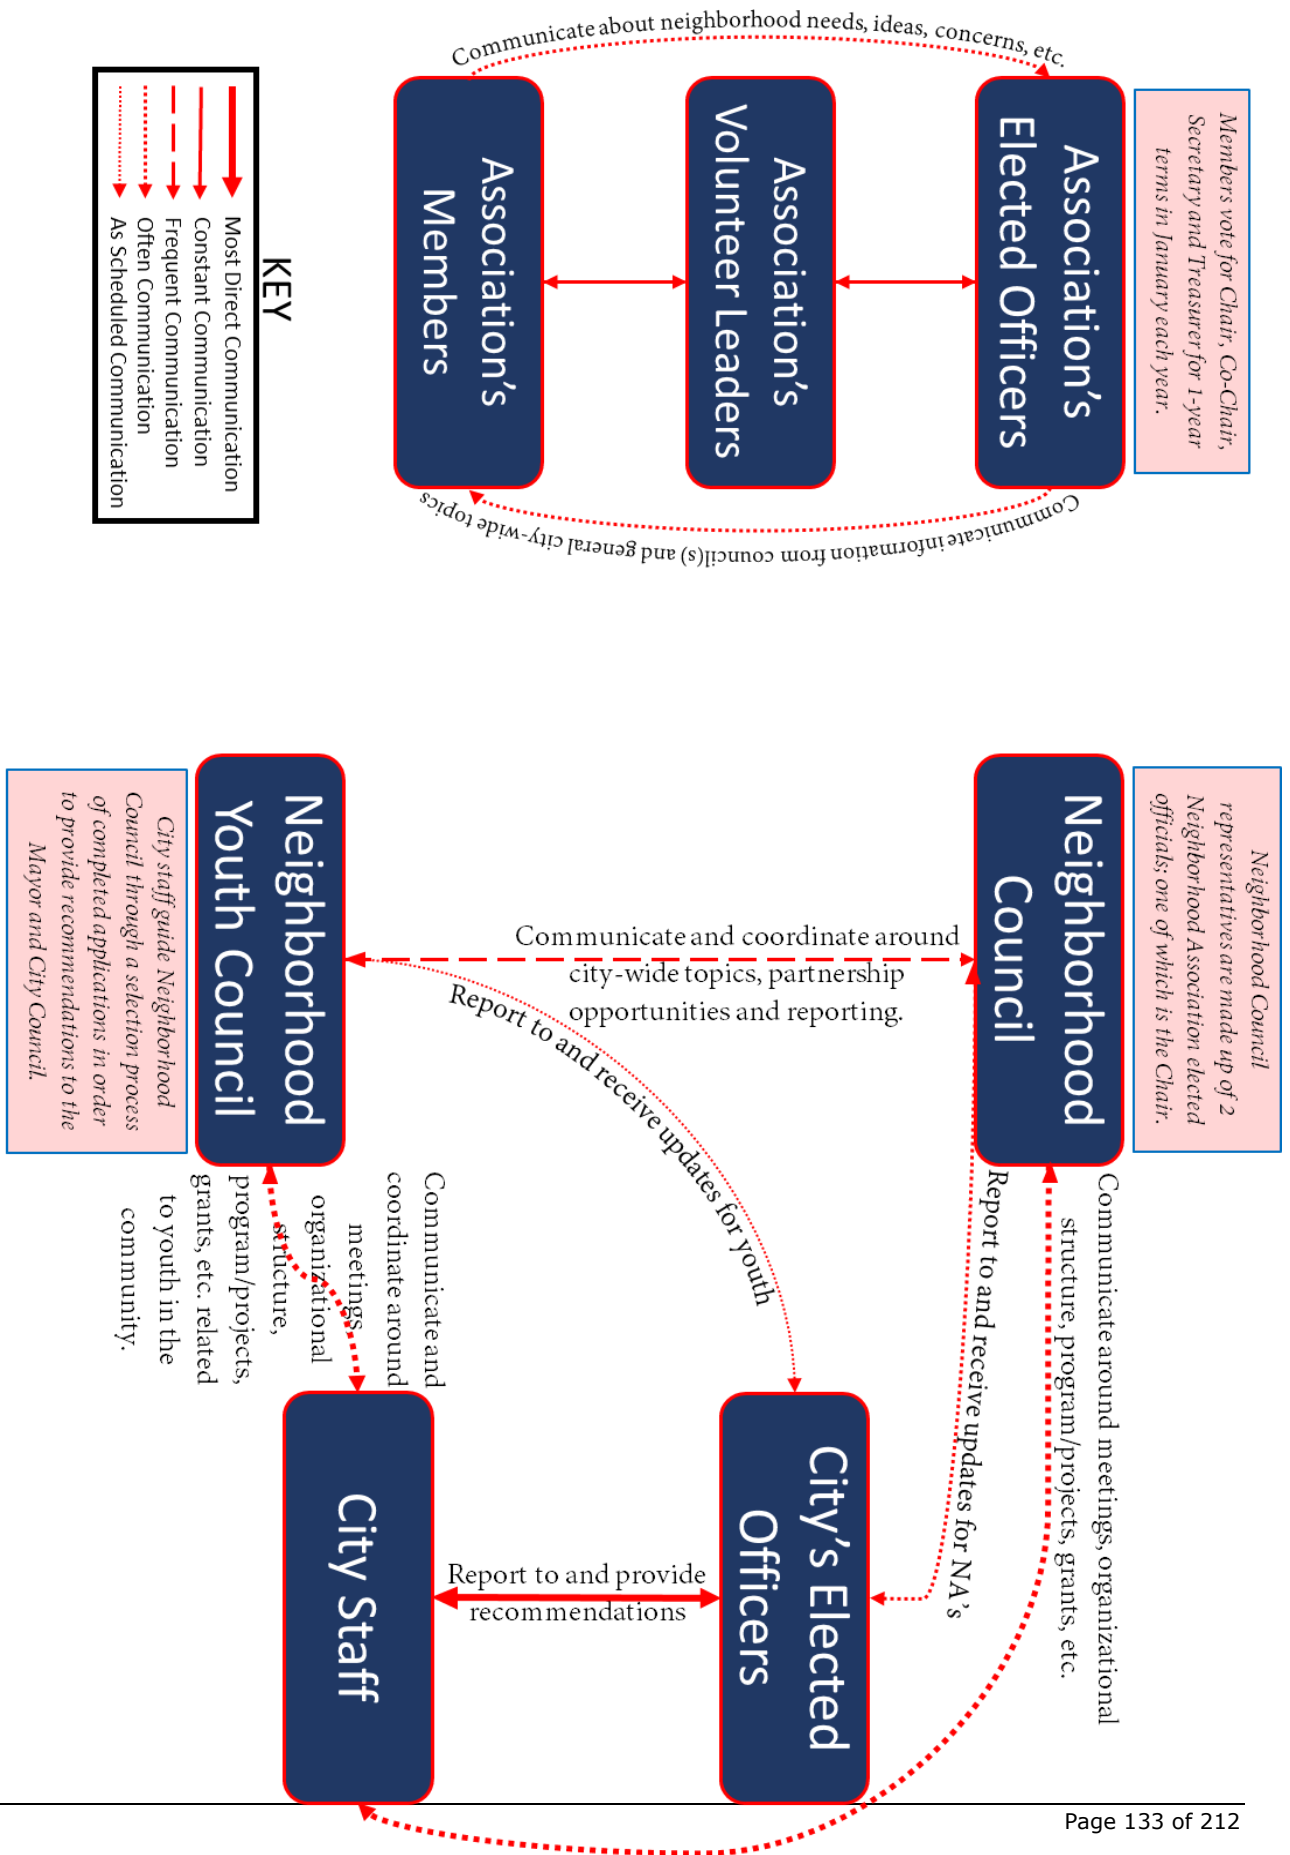 Members vote for Chair, Co-Chair,
Secretary and Treasurer for 1-year
terms in January each year.
Association's
Elected Officers
Association's
Volunteer Leaders
Association's
Members
Communicate about neighborhood needs, ideas, concerns, etc.
Communicate information from council(s) and general city-wide topics
KEY
Most Direct Communication
Constant Communication
Frequent Communication
Often Communication
As Scheduled Communication
Neighborhood Council
representatives are made up of 2
Neighborhood Association elected
officials; one of which is the Chair.
Neighborhood
Council
Communicate and coordinate around
city-wide topics, partnership
opportunities and reporting.
Neighborhood
Youth Council
City staff guide Neighborhood
Council through a selection process
of completed applications in order
to provide recommendations to the
Mayor and City Council.
Report to and receive updates for youth
Report to and receive updates for NA's
Communicate around meetings, organizational
structure, program/projects, grants, etc.
Communicate and
coordinate around
meetings,
organizational
structure,
program/projects,
grants, etc. related
to youth in the
community.
City's Elected
Officers
Report to and provide
recommendations
City Staff
Page 133 of 212